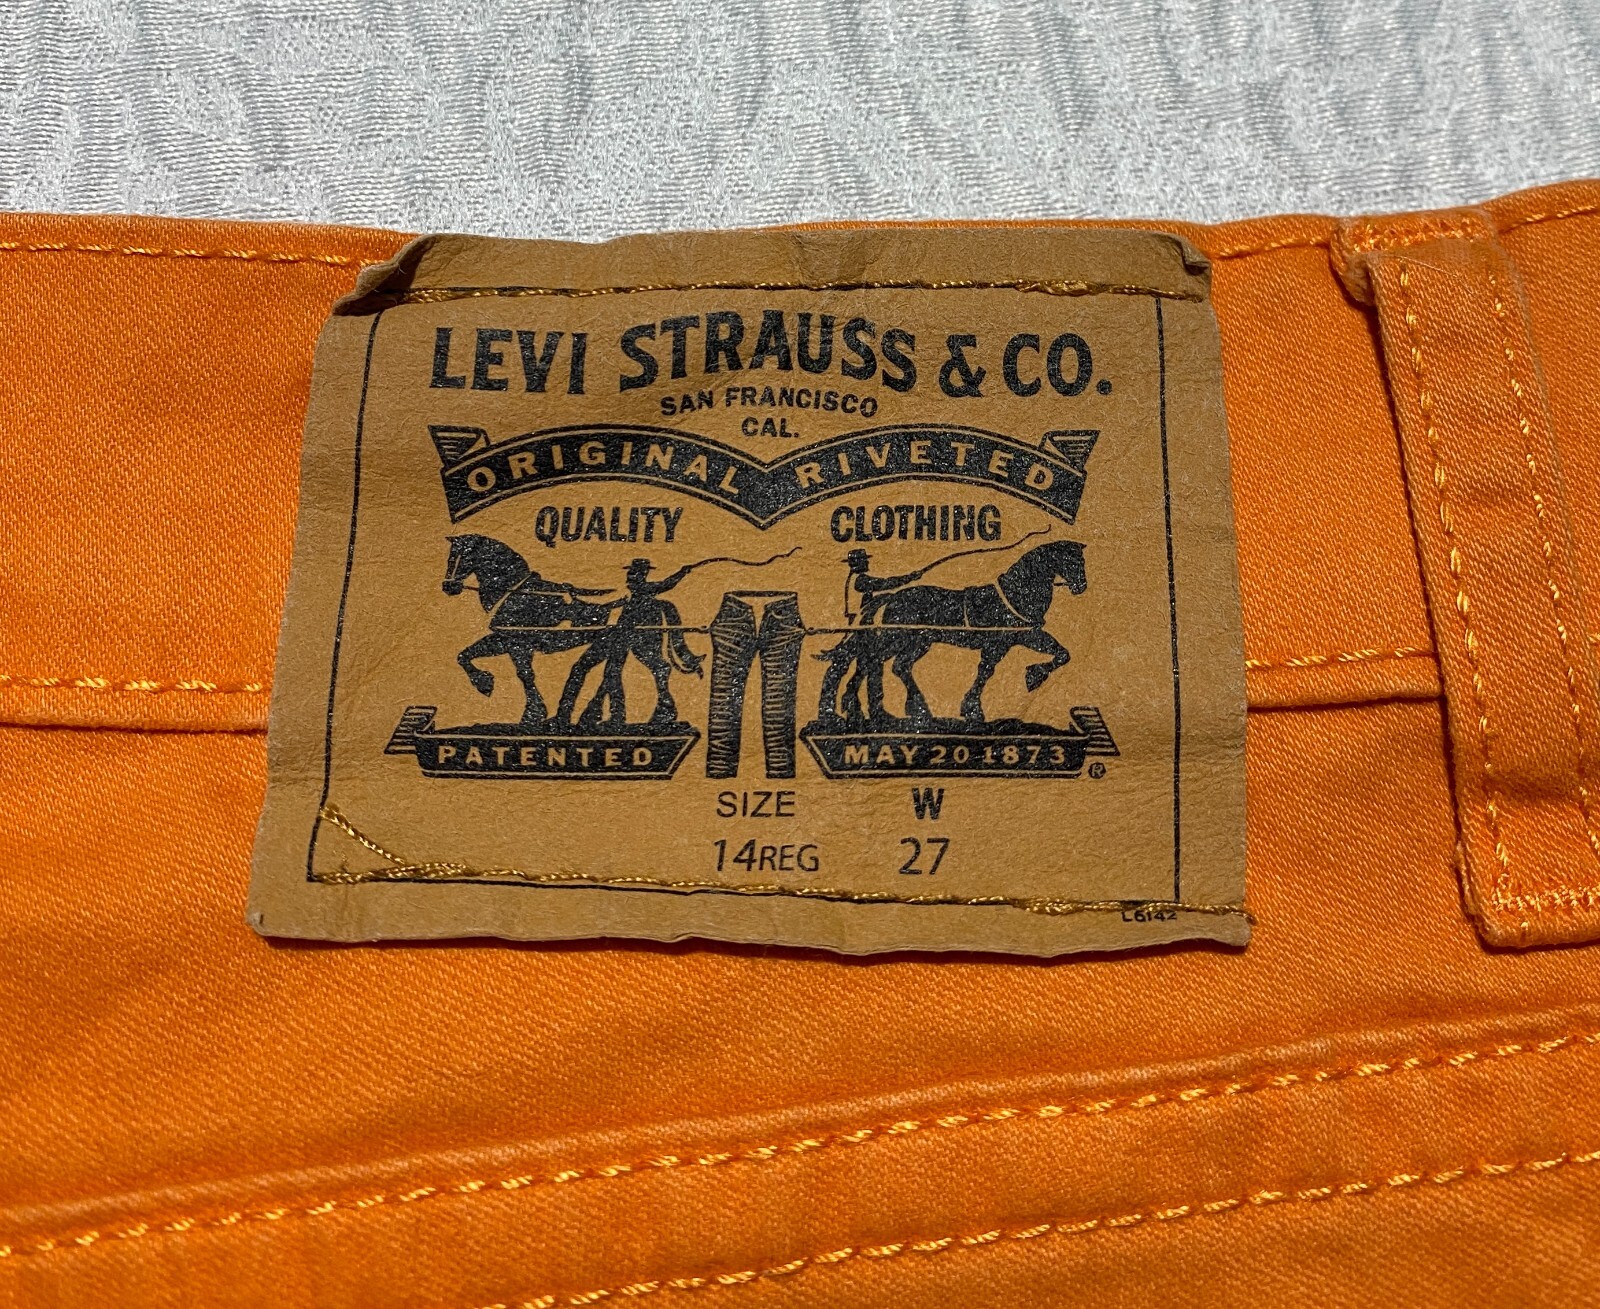 LEVI STRAUSS & CO.
SAN FRANCISCO
CAL.
ORIGINAL RIVETED
QUALITY CLOTHING
PATENTED MAY 20 1873 ®
SIZE W
14REG 27
L6142